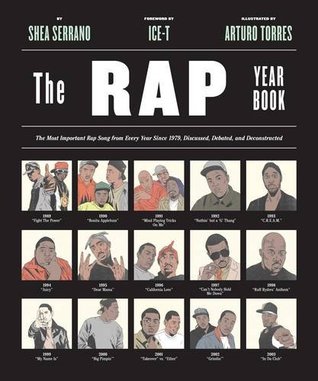 BY
SHEA SERRANO
FOREWORD BY
ICE-T
ILLUSTRATED BY
ARTURO TORRES
The
RAP
YEAR
BOOK
The Most Important Rap Song from Every Year Since 1979, Discussed, Debated, and Deconstructed
1989
"Fight The Power"
1990
"Bonita Applebum"
1991
"Mind Playing Tricks
On Me"
1992
"Nuthin' but a 'G' Thang"
1993
"C.R.E.A.M."
1994
"Juicy"
1995
"Dear Mama"
1996
"California Love"
1997
"Can't Nobody Hold
Me Down"
1998
"Ruff Ryders' Anthem"
1999
"My Name Is"
2000
"Big Pimpin'"
2001
"Takeover" vs. "Ether"
2002
"Grindin'"
2003
"In Da Club"